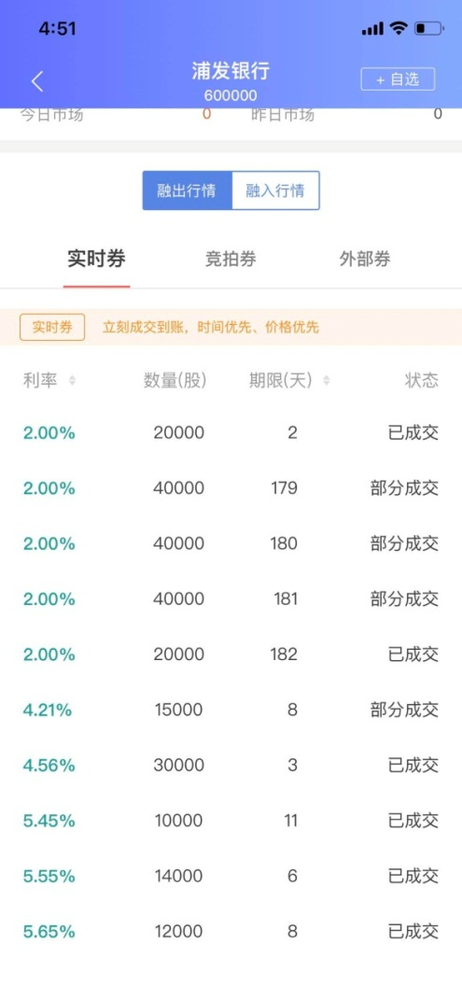 4:51
浦发银行
600000
+ 自选
今日市场 0 昨日市场 0
融出行情 融入行情
实时券 竞拍券 外部券
实时券 立刻成交到账，时间优先、价格优先
利率 数量(股) 期限(天) 状态
2.00% 20000 2 已成交
2.00% 40000 179 部分成交
2.00% 40000 180 部分成交
2.00% 40000 181 部分成交
2.00% 20000 182 已成交
4.21% 15000 8 部分成交
4.56% 30000 3 已成交
5.45% 10000 11 已成交
5.55% 14000 6 已成交
5.65% 12000 8 已成交